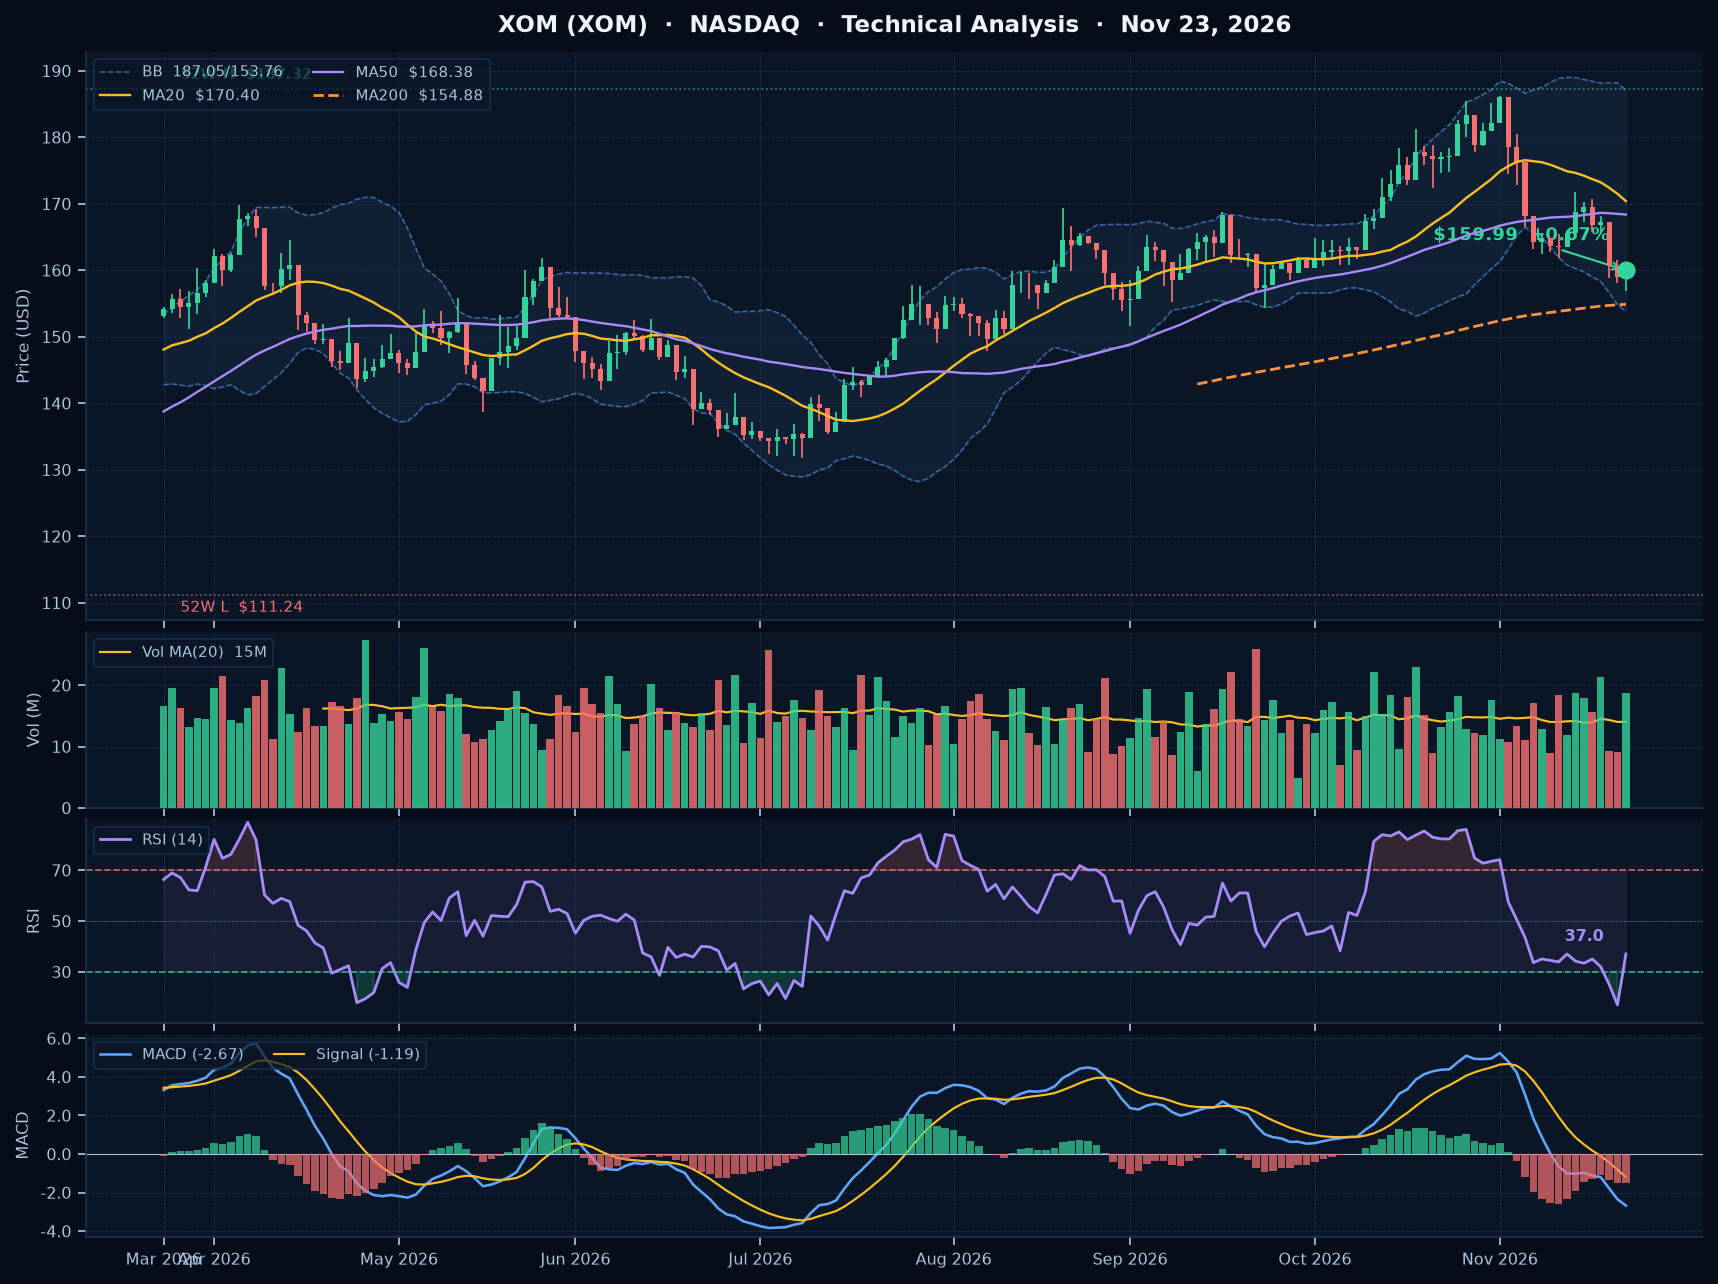 XOM (XOM)  ·  NASDAQ  ·  Technical Analysis  ·  Nov 23, 2026
BB  187.05/153.76
MA50  $168.38
MA20  $170.40
MA200  $154.88
190
180
170
160
150
140
130
120
110
Price (USD)
$159.99  +0.67%
52W L  $111.24
Vol MA(20)  15M
20
10
0
Vol (M)
RSI (14)
70
50
30
RSI
37.0
MACD (-2.67)
Signal (-1.19)
6.0
4.0
2.0
0.0
-2.0
-4.0
MACD
Mar 2026
Apr 2026
May 2026
Jun 2026
Jul 2026
Aug 2026
Sep 2026
Oct 2026
Nov 2026